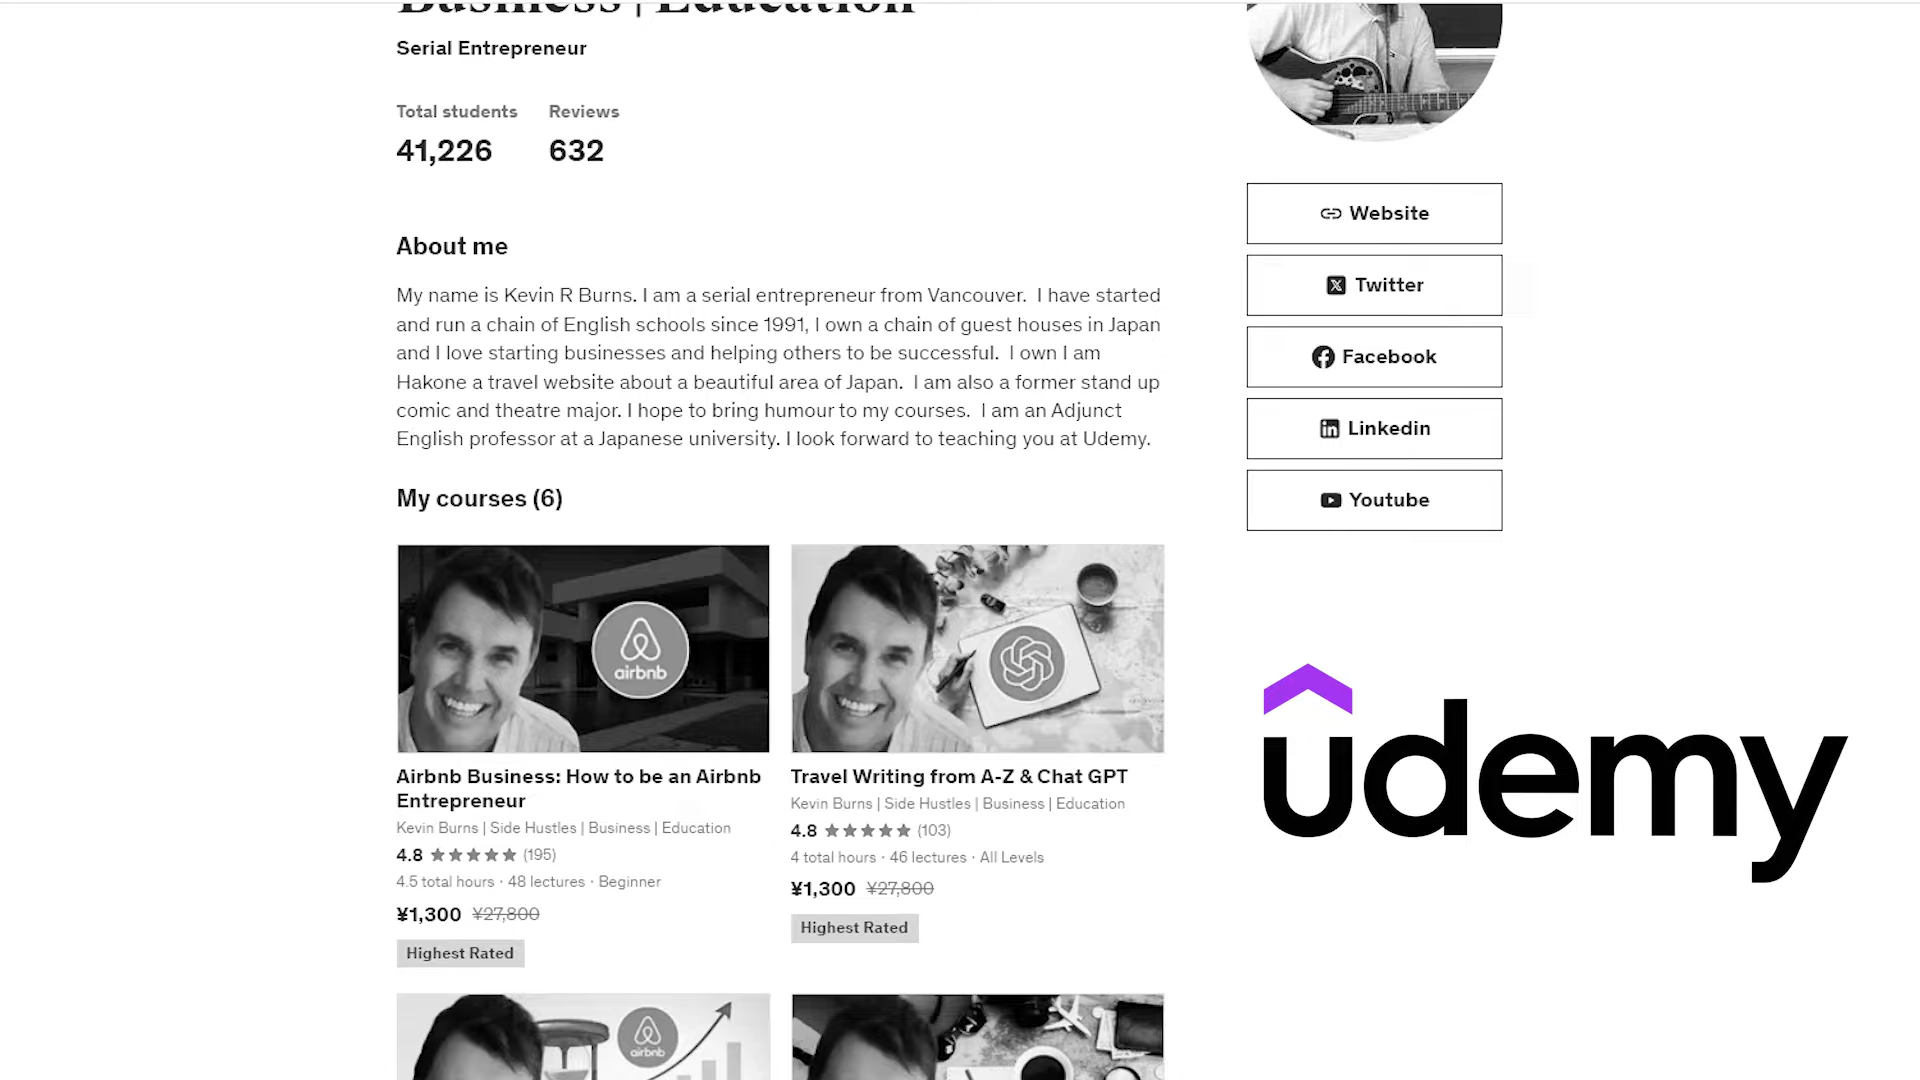 Business | Education
Serial Entrepreneur
Total students
Reviews
41,226
632
About me
My name is Kevin R Burns. I am a serial entrepreneur from Vancouver.  I have started
and run a chain of English schools since 1991, I own a chain of guest houses in Japan
and I love starting businesses and helping others to be successful.  I own I am
Hakone a travel website about a beautiful area of Japan.  I am also a former stand up
comic and theatre major. I hope to bring humour to my courses.  I am an Adjunct
English professor at a Japanese university. I look forward to teaching you at Udemy.
My courses (6)
airbnb
Airbnb Business: How to be an Airbnb
Entrepreneur
Kevin Burns | Side Hustles | Business | Education
4.8 (195)
4.5 total hours · 48 lectures · Beginner
¥1,300 ¥27,800
Highest Rated
Travel Writing from A-Z & Chat GPT
Kevin Burns | Side Hustles | Business | Education
4.8 (103)
4 total hours · 46 lectures · All Levels
¥1,300 ¥27,800
Highest Rated
airbnb
Website
Twitter
Facebook
Linkedin
Youtube
udemy